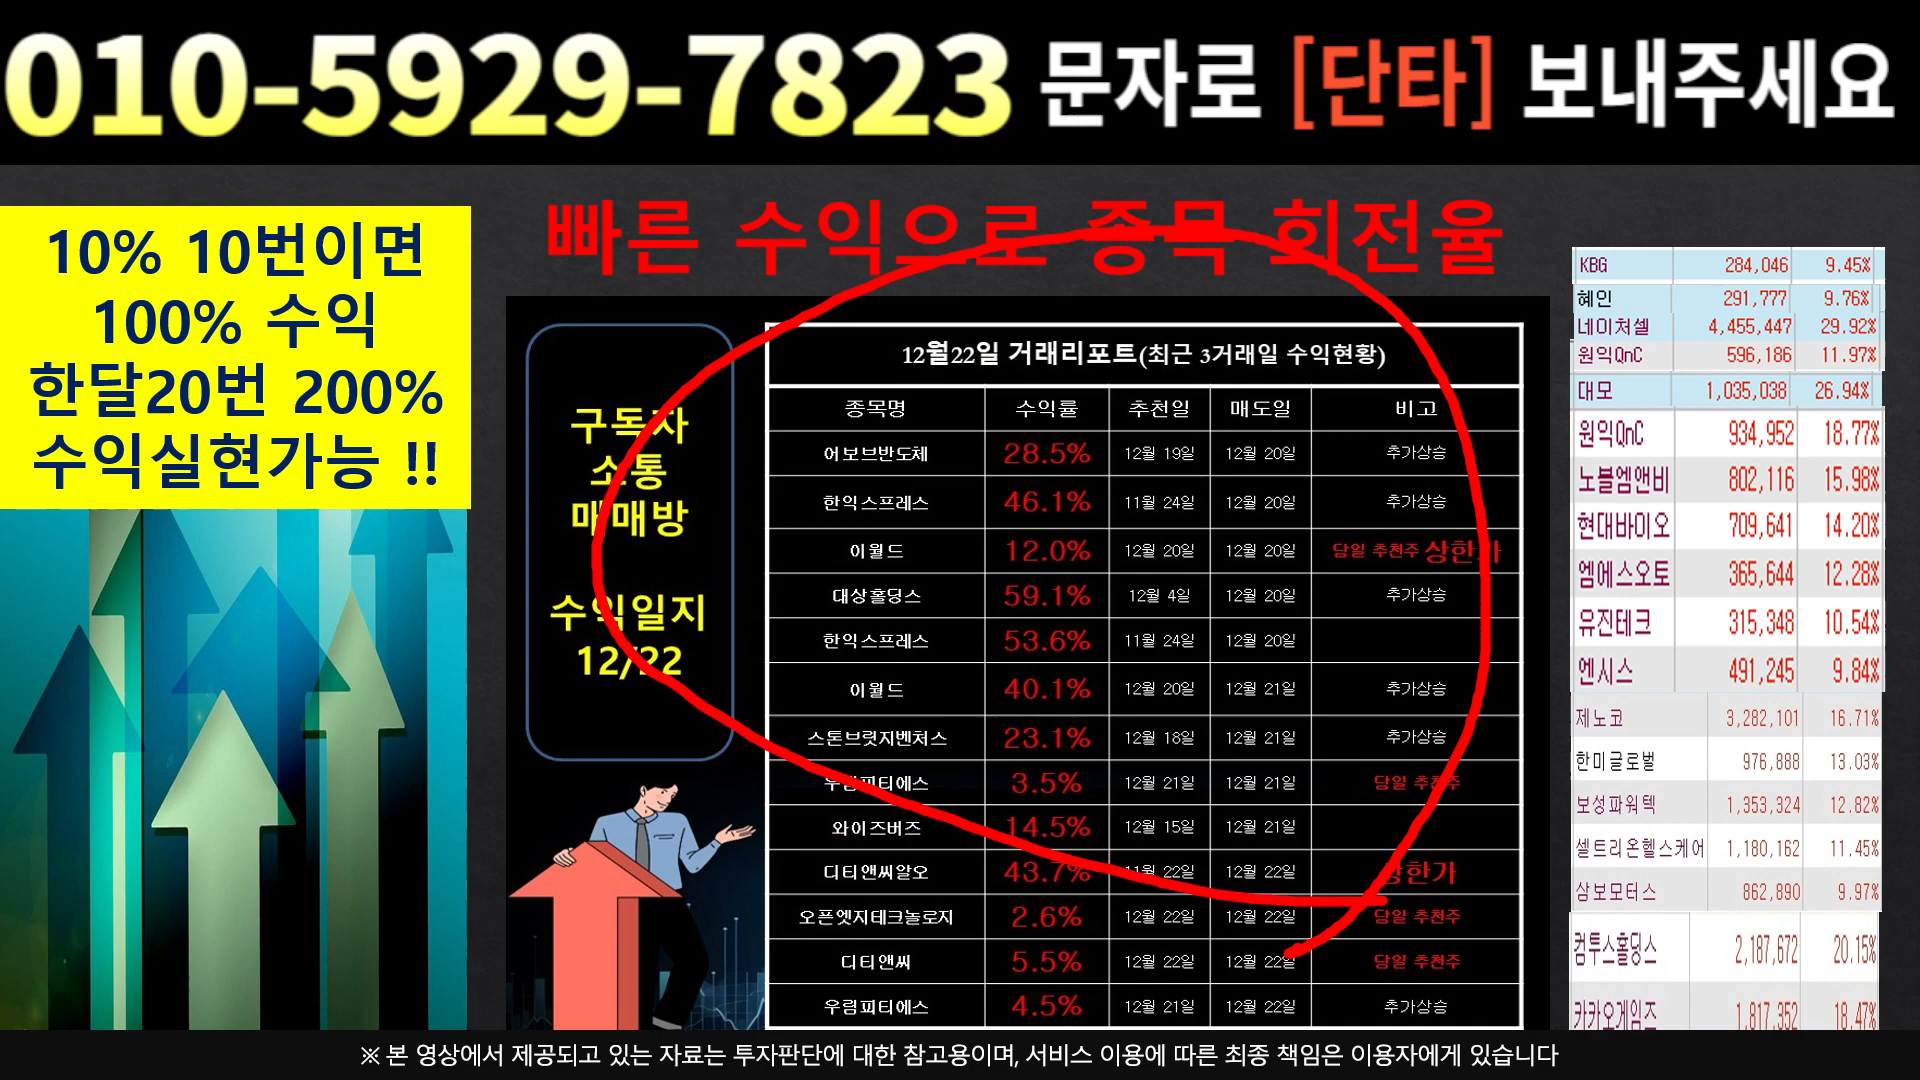 010-5929-7823 문자로 [단타] 보내주세요
빠른 수익으로 종목 회전율
10% 10번이면
100% 수익
한달20번 200%
수익실현가능 !!
구독자
소통
매매방
수익일지
12/22
12월22일 거래리포트(최근 3거래일 수익현황)
종목명 수익률 추천일 매도일 비고
어보브반도체 28.5% 12월 19일 12월 20일 추가상승
한익스프레스 46.1% 11월 24일 12월 20일 추가상승
이월드 12.0% 12월 20일 12월 20일 당일 추천주 상한가
대상홀딩스 59.1% 12월 4일 12월 20일 추가상승
한익스프레스 53.6% 11월 24일 12월 20일
이월드 40.1% 12월 20일 12월 21일 추가상승
스톤브릿지벤처스 23.1% 12월 18일 12월 21일 추가상승
우림피티에스 3.5% 12월 21일 12월 21일 당일 추천주
와이즈버즈 14.5% 12월 15일 12월 21일
디티앤씨알오 43.7% 11월 22일 12월 22일 상한가
오픈엣지테크놀로지 2.6% 12월 22일 12월 22일 당일 추천주
디티앤씨 5.5% 12월 22일 12월 22일 당일 추천주
우림피티에스 4.5% 12월 21일 12월 22일 추가상승
KBG 284,046 9.45%
혜인 291,777 9.76%
네이처셀 4,455,447 29.92%
원익QnC 596,186 11.97%
대모 1,035,038 26.94%
원익QnC 934,952 18.77%
노블엠앤비 802,116 15.98%
현대바이오 709,641 14.20%
엠에스오토 365,644 12.28%
유진테크 315,348 10.54%
엔시스 491,245 9.84%
제노코 3,282,101 16.71%
한미글로벌 976,888 13.03%
보성파워텍 1,353,324 12.82%
셀트리온헬스케어 1,180,162 11.45%
삼보모터스 862,890 9.97%
컴투스홀딩스 2,187,672 20.15%
카카오게임즈 1,817,352 18.47%
※ 본 영상에서 제공되고 있는 자료는 투자판단에 대한 참고용이며, 서비스 이용에 따른 최종 책임은 이용자에게 있습니다